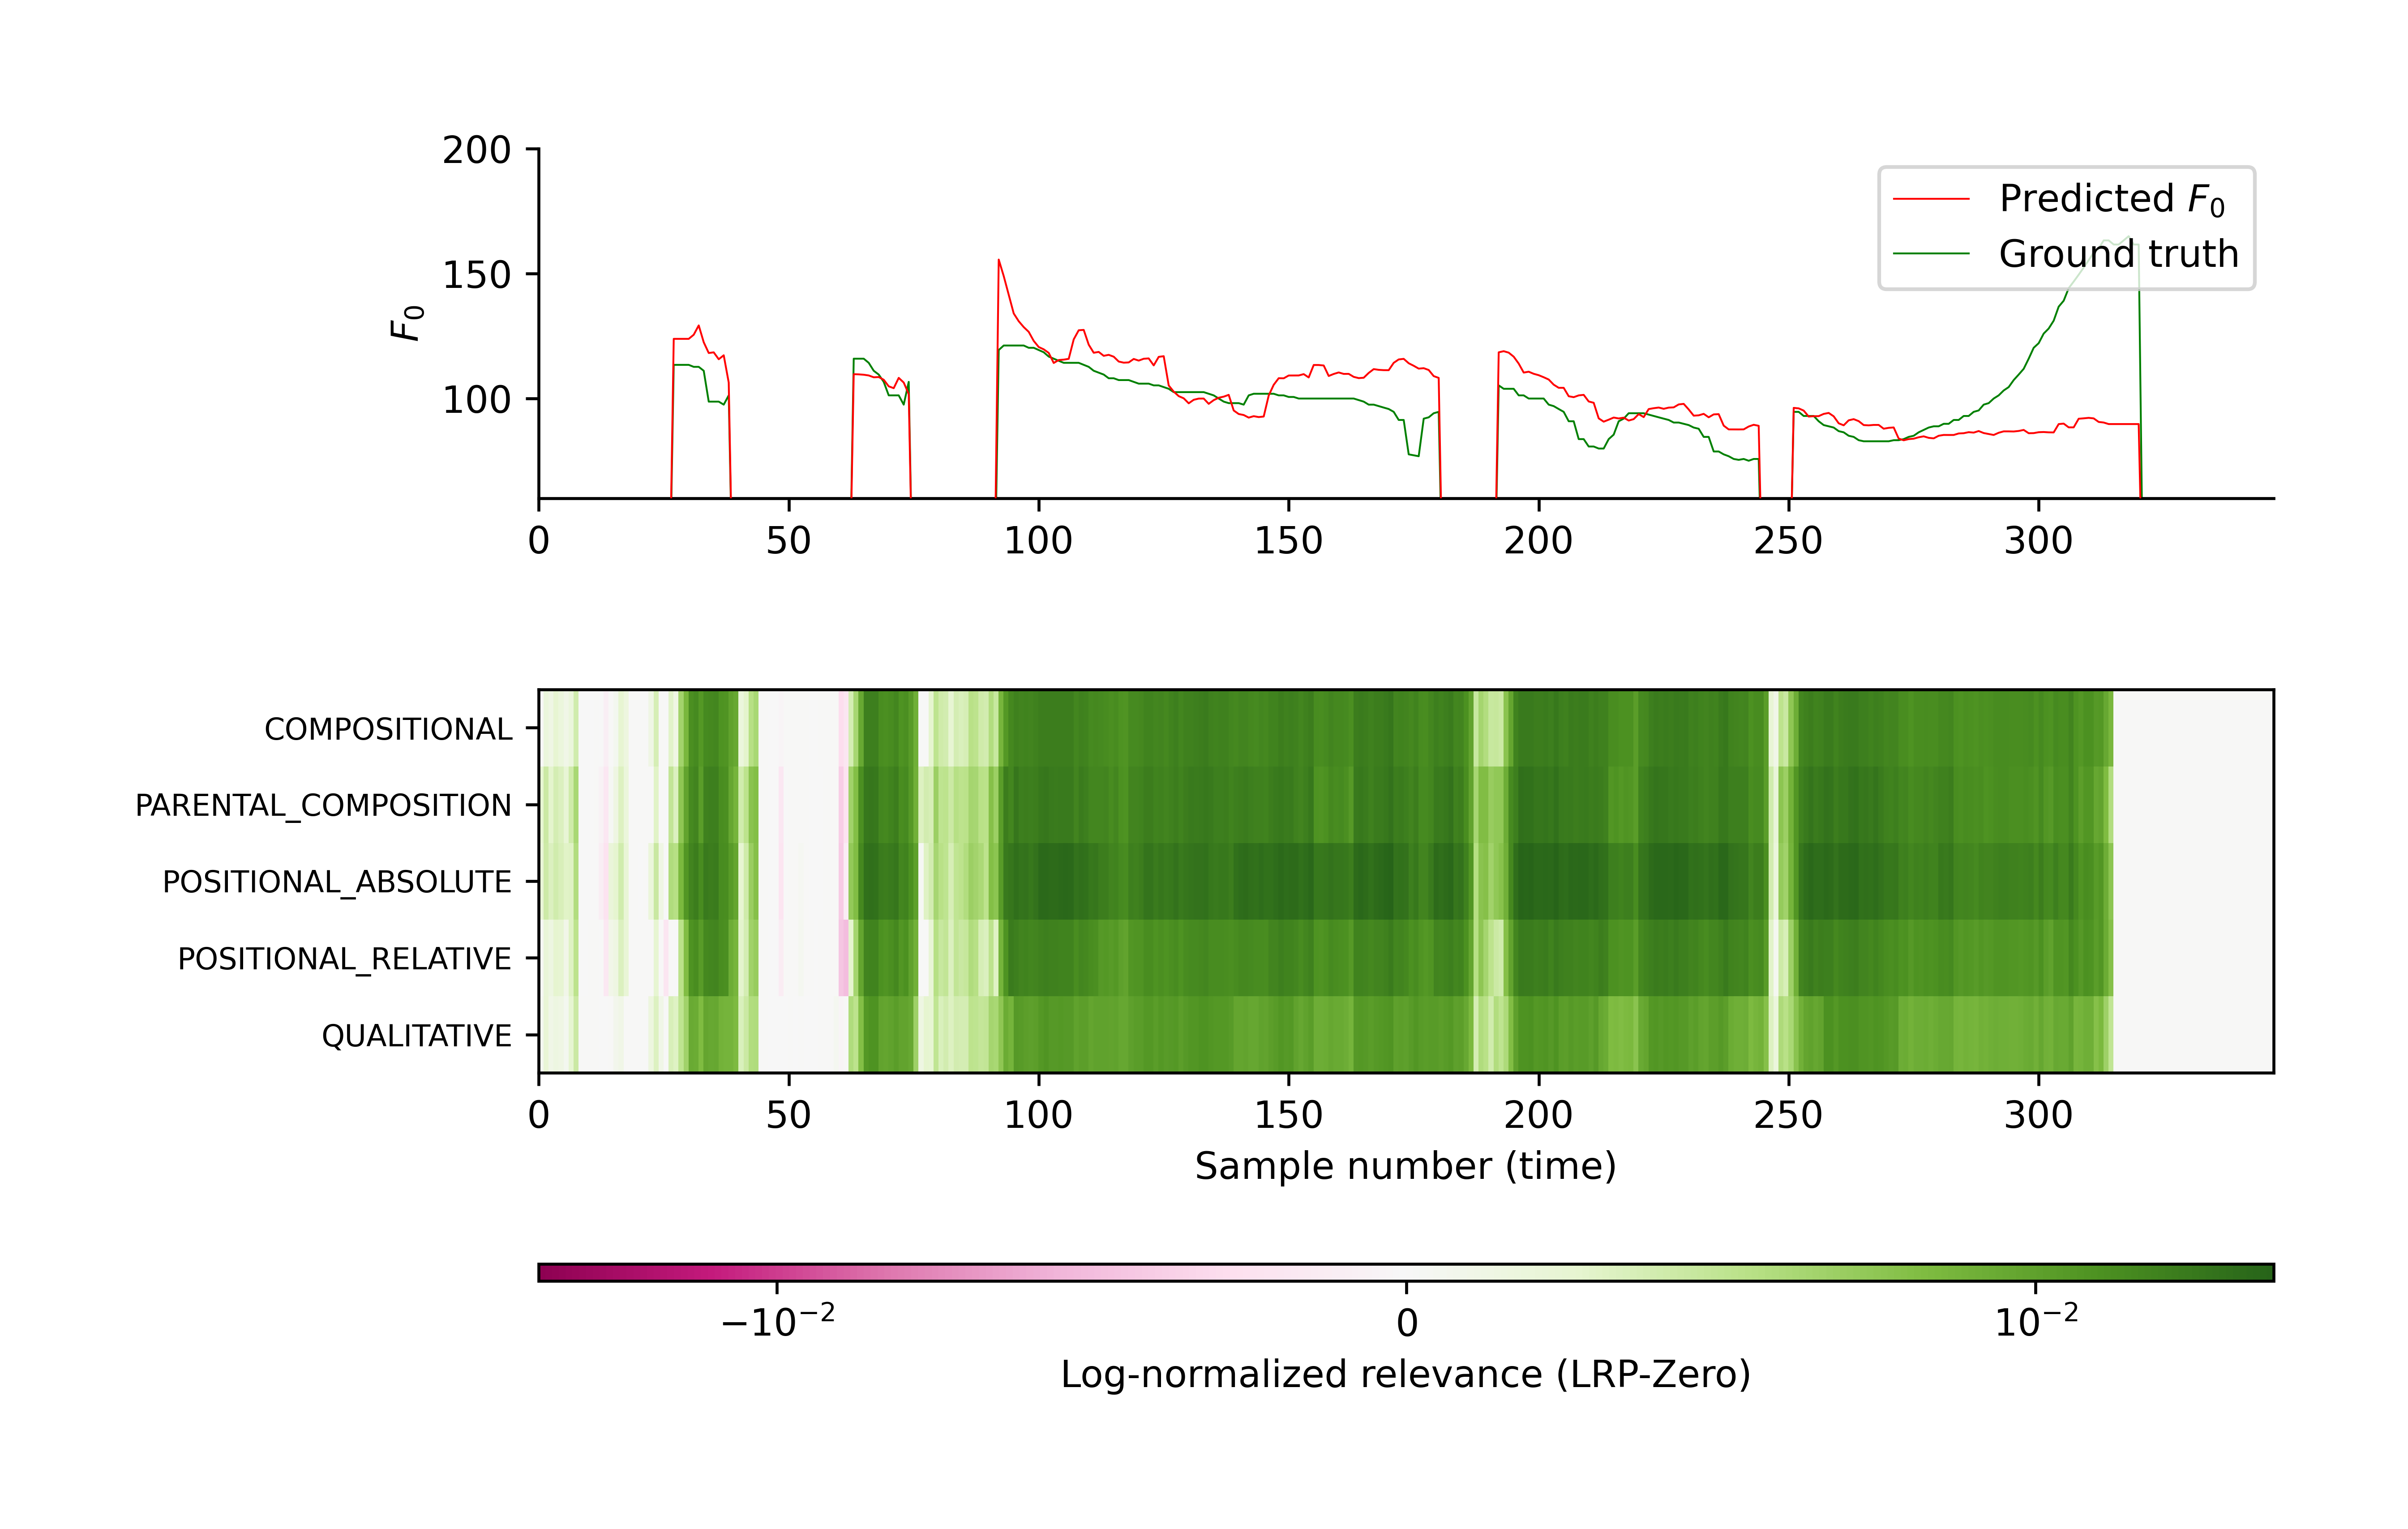 200
150
100
F0
Predicted F0
Ground truth
0 50 100 150 200 250 300
COMPOSITIONAL
PARENTAL_COMPOSITION
POSITIONAL_ABSOLUTE
POSITIONAL_RELATIVE
QUALITATIVE
0 50 100 150 200 250 300
Sample number (time)
−10−2 0 10−2
Log-normalized relevance (LRP-Zero)